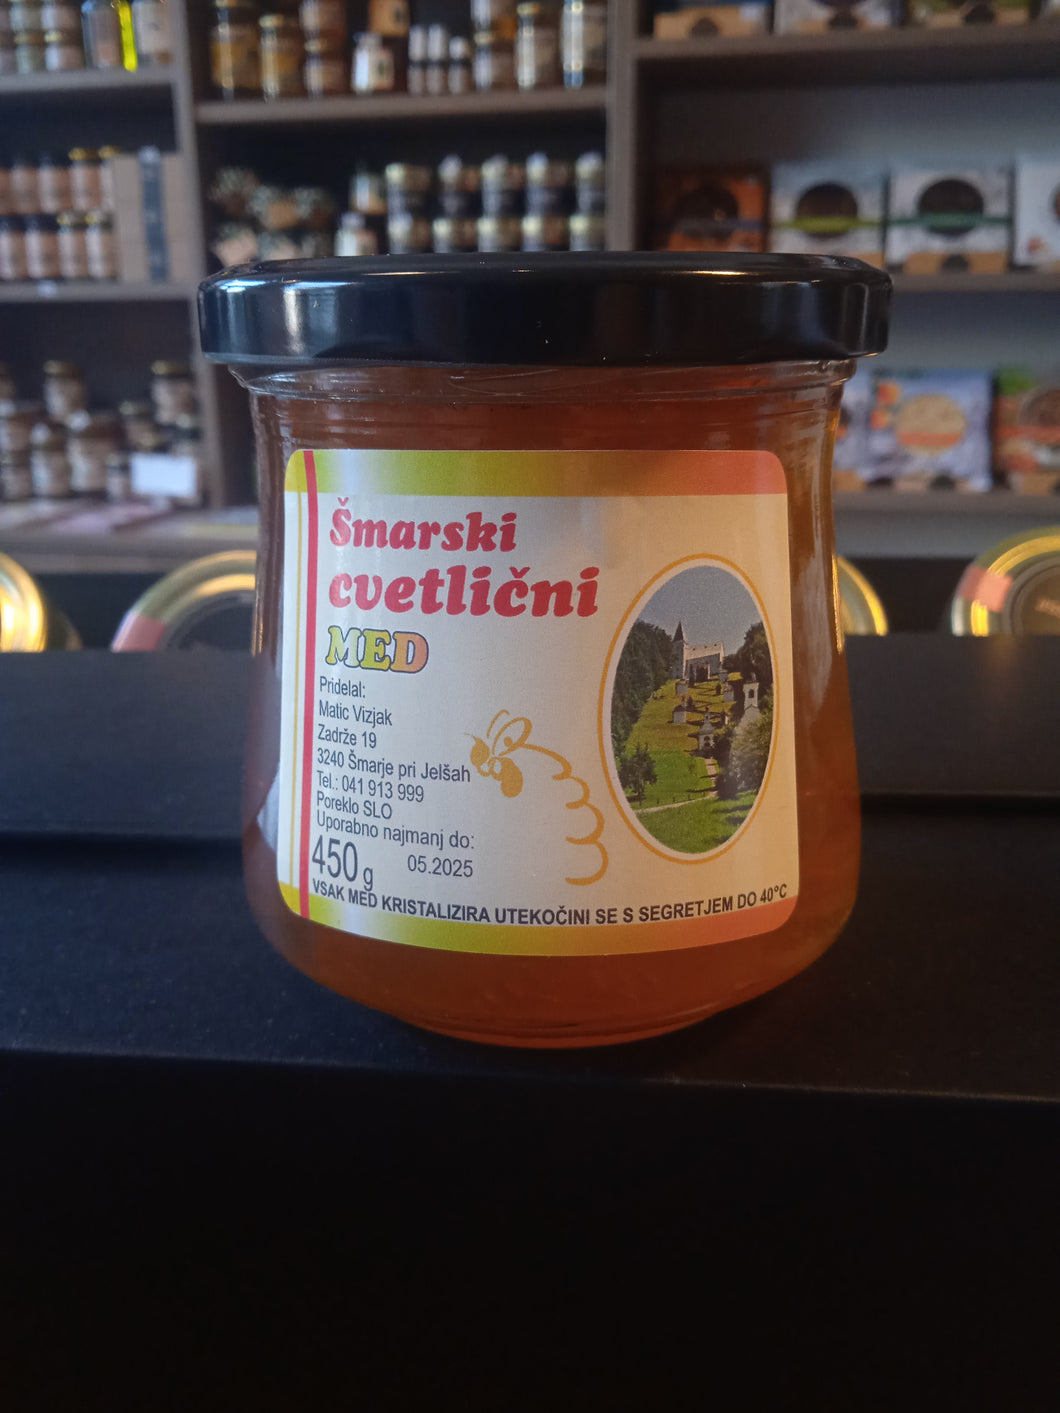 Šmarski
cvetlični
MED
Pridelal:
Matic Vizjak
Zadrže 19
3240 Šmarje pri Jelšah
Tel.: 041 913 999
Poreklo SLO
Uporabno najmanj do:
450 g 05.2025
VSAK MED KRISTALIZIRA UTEKOČINI SE S SEGRETJEM DO 40°C